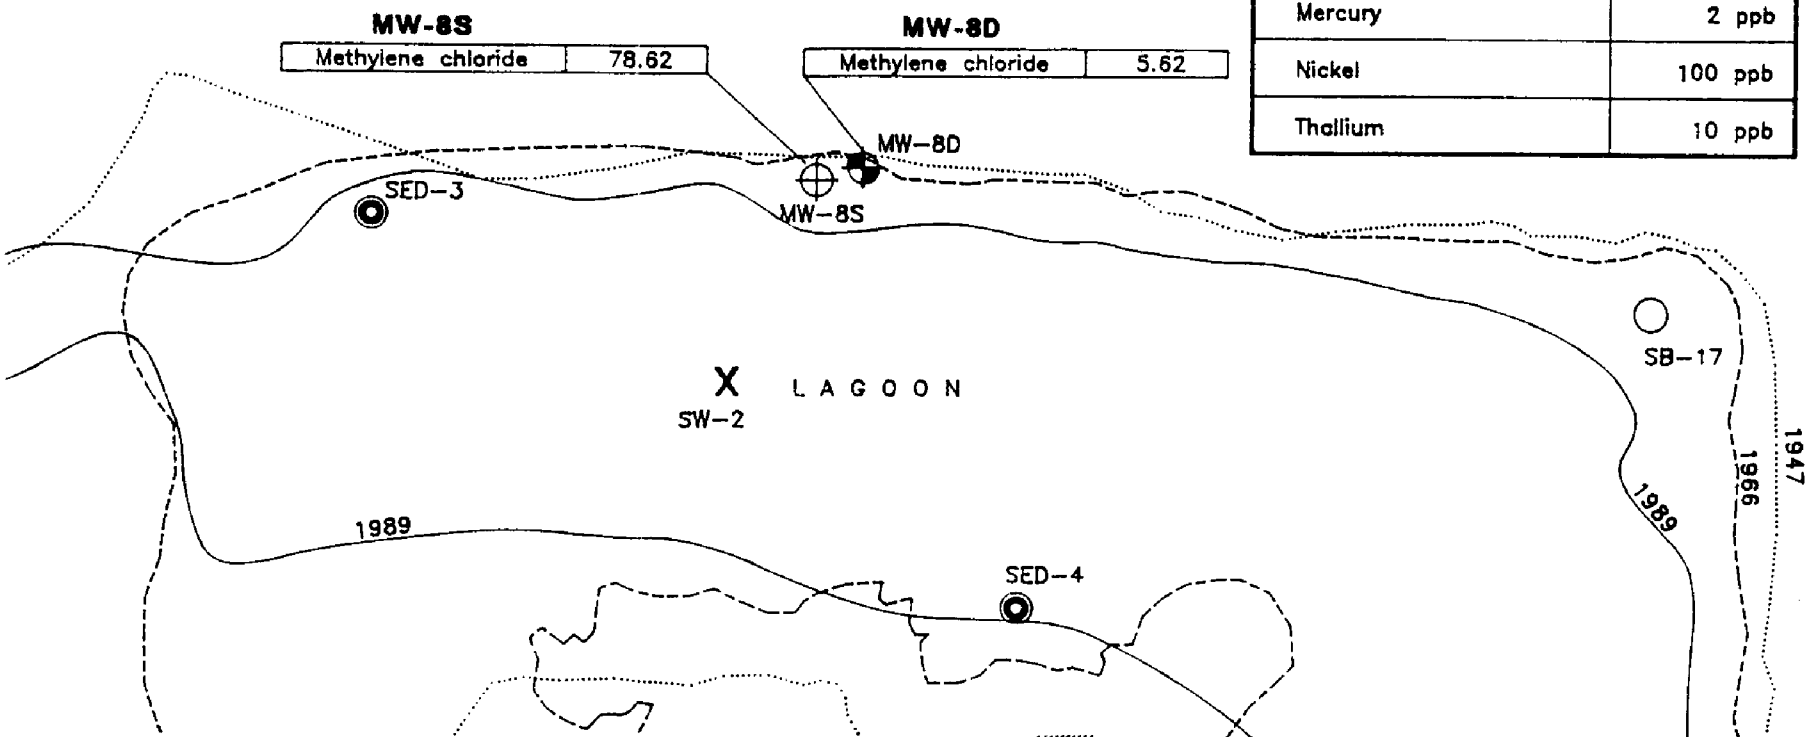 MW-8S
Methylene chloride 78.62
MW-8D
Methylene chloride 5.62
Mercury 2 ppb
Nickel 100 ppb
Thallium 10 ppb
MW-8D
SED-3
MW-8S
SB-17
X LAGOON
SW-2
1947
1966
1989
1989
SED-4